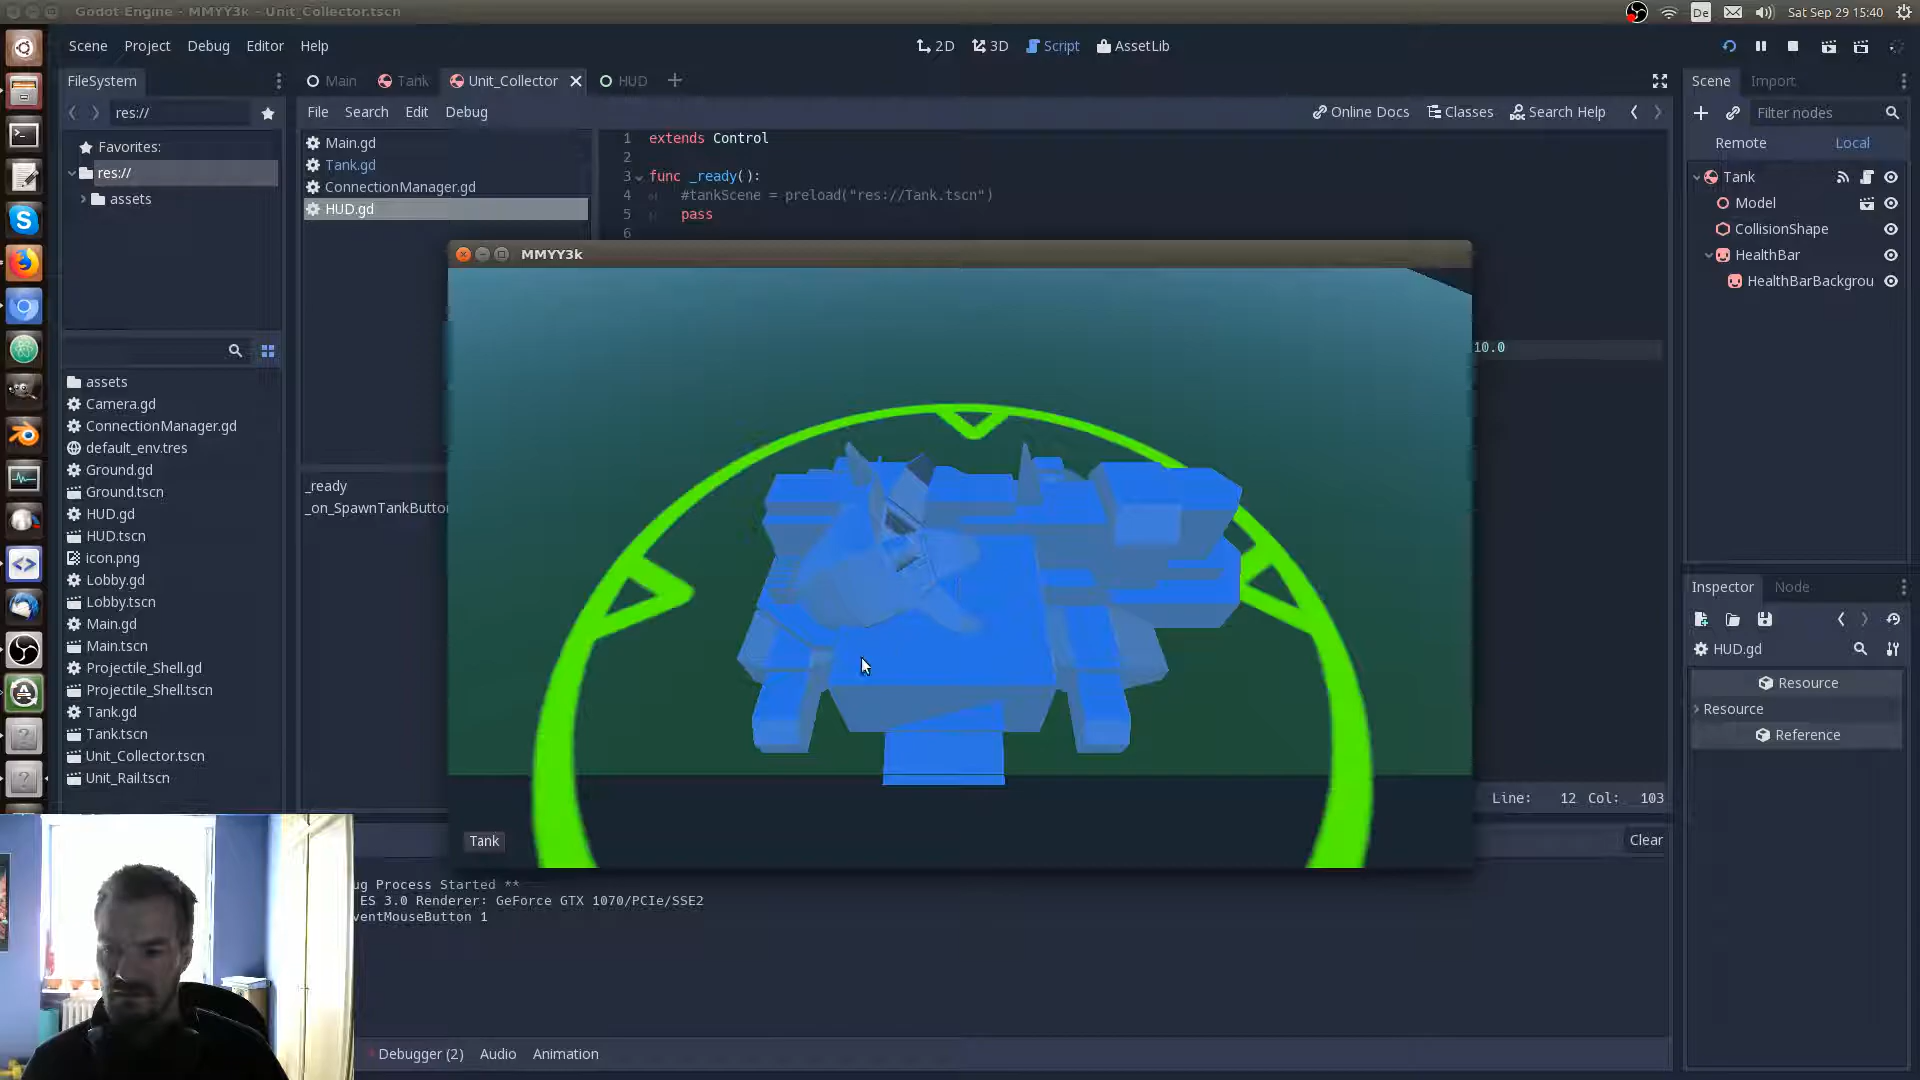 Godot Engine - MMYY3k - Unit_Collector.tscn
De
Sat Sep 29 15:40
Scene Project Debug Editor Help
2D 3D Script AssetLib
FileSystem
Main Tank Unit_Collector HUD
Scene Import
res://
File Search Edit Debug
Online Docs Classes Search Help
Filter nodes
Favorites:
res://
assets
Main.gd
Tank.gd
ConnectionManager.gd
HUD.gd
1 extends Control
2
3 func _ready():
4 #tankScene = preload("res://Tank.tscn")
5 pass
6
Remote Local
Tank
Model
CollisionShape
HealthBar
HealthBarBackgrou
MMYY3k
10.0
assets
Camera.gd
ConnectionManager.gd
default_env.tres
Ground.gd
Ground.tscn
HUD.gd
HUD.tscn
icon.png
Lobby.gd
Lobby.tscn
Main.gd
Main.tscn
Projectile_Shell.gd
Projectile_Shell.tscn
Tank.gd
Tank.tscn
Unit_Collector.tscn
Unit_Rail.tscn
_ready
_on_SpawnTankButto
Inspector Node
HUD.gd
Resource
Resource
Reference
Line: 12 Col: 103
Tank
Clear
ug Process Started **
ES 3.0 Renderer: GeForce GTX 1070/PCIe/SSE2
ventMouseButton 1
Debugger (2) Audio Animation